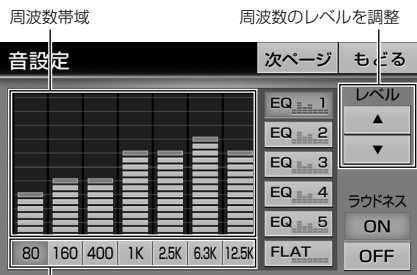 周波数帯域
周波数のレベルを調整
音設定
次ページ
もどる
レベル
▲
▼
EQ 1
EQ 2
EQ 3
EQ 4
EQ 5
FLAT
ラウドネス
ON
OFF
80 160 400 1K 2.5K 6.3K 12.5K